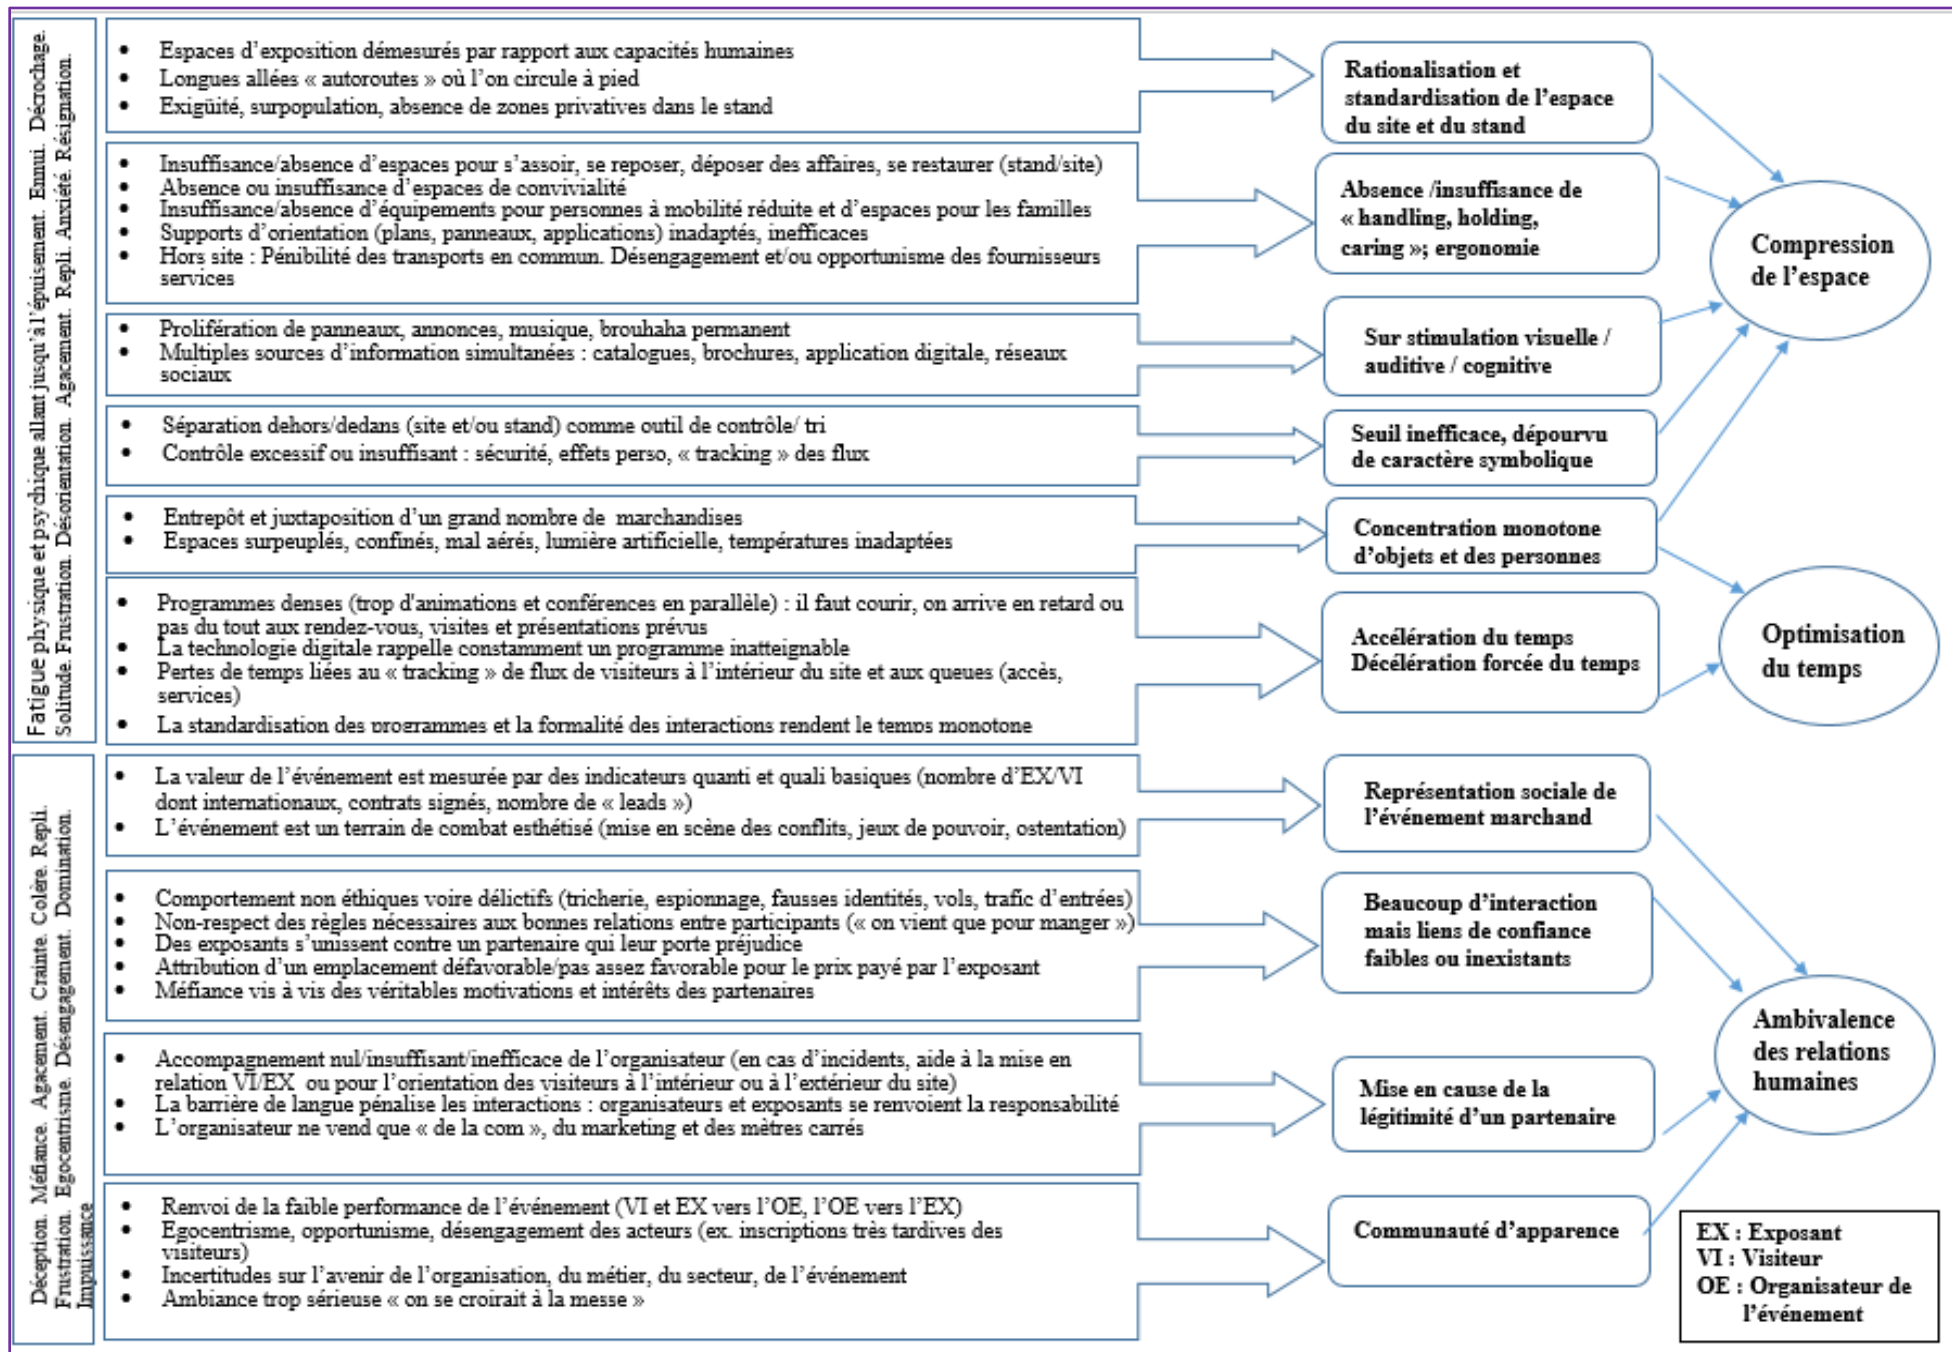 Fatigue physique et psychique allant jusqu'à l'épuisement. Ennui. Décrochage.
Solitude. Frustration. Désorientation. Agacement. Repli. Anxiété. Résignation.
• Espaces d'exposition démesurés par rapport aux capacités humaines
• Longues allées « autoroutes » où l'on circule à pied
• Exigüité, surpopulation, absence de zones privatives dans le stand
Rationalisation et
standardisation de l'espace
du site et du stand
• Insuffisance/absence d'espaces pour s'assoir, se reposer, déposer des affaires, se restaurer (stand/site)
• Absence ou insuffisance d'espaces de convivialité
• Insuffisance/absence d'équipements pour personnes à mobilité réduite et d'espaces pour les familles
• Supports d'orientation (plans, panneaux, applications) inadaptés, inefficaces
• Hors site : Pénibilité des transports en commun. Désengagement et/ou opportunisme des fournisseurs
services
Absence /insuffisance de
« handling, holding,
caring »; ergonomie
Compression
de l'espace
• Prolifération de panneaux, annonces, musique, brouhaha permanent
• Multiples sources d'information simultanées : catalogues, brochures, application digitale, réseaux
sociaux
Sur stimulation visuelle /
auditive / cognitive
• Séparation dehors/dedans (site et/ou stand) comme outil de contrôle/ tri
• Contrôle excessif ou insuffisant : sécurité, effets perso, « tracking » des flux
Seuil inefficace, dépourvu
de caractère symbolique
• Entrepôt et juxtaposition d'un grand nombre de marchandises
• Espaces surpeuplés, confinés, mal aérés, lumière artificielle, températures inadaptées
Concentration monotone
d'objets et des personnes
• Programmes denses (trop d'animations et conférences en parallèle) : il faut courir, on arrive en retard ou
pas du tout aux rendez-vous, visites et présentations prévus
• La technologie digitale rappelle constamment un programme inatteignable
• Pertes de temps liées au « tracking » de flux de visiteurs à l'intérieur du site et aux queues (accès,
services)
• La standardisation des programmes et la formalité des interactions rendent le temps monotone
Accélération du temps
Décélération forcée du temps
Optimisation
du temps
Déception. Méfiance. Agacement. Crainte. Colère. Repli.
Frustration. Egocentrisme. Désengagement. Domination.
Impuissance
• La valeur de l'événement est mesurée par des indicateurs quanti et quali basiques (nombre d'EX/VI
dont internationaux, contrats signés, nombre de « leads »)
• L'événement est un terrain de combat esthétisé (mise en scène des conflits, jeux de pouvoir, ostentation)
Représentation sociale de
l'événement marchand
• Comportement non éthiques voire délictifs (tricherie, espionnage, fausses identités, vols, trafic d'entrées)
• Non-respect des règles nécessaires aux bonnes relations entre participants (« on vient que pour manger »)
• Des exposants s'unissent contre un partenaire qui leur porte préjudice
• Attribution d'un emplacement défavorable/pas assez favorable pour le prix payé par l'exposant
• Méfiance vis à vis des véritables motivations et intérêts des partenaires
Beaucoup d'interaction
mais liens de confiance
faibles ou inexistants
• Accompagnement nul/insuffisant/inefficace de l'organisateur (en cas d'incidents, aide à la mise en
relation VI/EX ou pour l'orientation des visiteurs à l'intérieur ou à l'extérieur du site)
• La barrière de langue pénalise les interactions : organisateurs et exposants se renvoient la responsabilité
• L'organisateur ne vend que « de la com », du marketing et des mètres carrés
Mise en cause de la
légitimité d'un partenaire
Ambivalence
des relations
humaines
• Renvoi de la faible performance de l'événement (VI et EX vers l'OE, l'OE vers l'EX)
• Egocentrisme, opportunisme, désengagement des acteurs (ex. inscriptions très tardives des
visiteurs)
• Incertitudes sur l'avenir de l'organisation, du métier, du secteur, de l'événement
• Ambiance trop sérieuse « on se croirait à la messe »
Communauté d'apparence
EX : Exposant
VI : Visiteur
OE : Organisateur de
l'événement